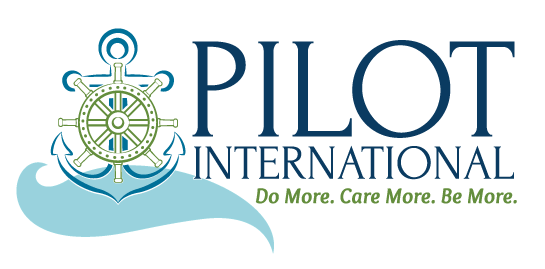 PILOT
INTERNATIONAL
Do More. Care More. Be More.